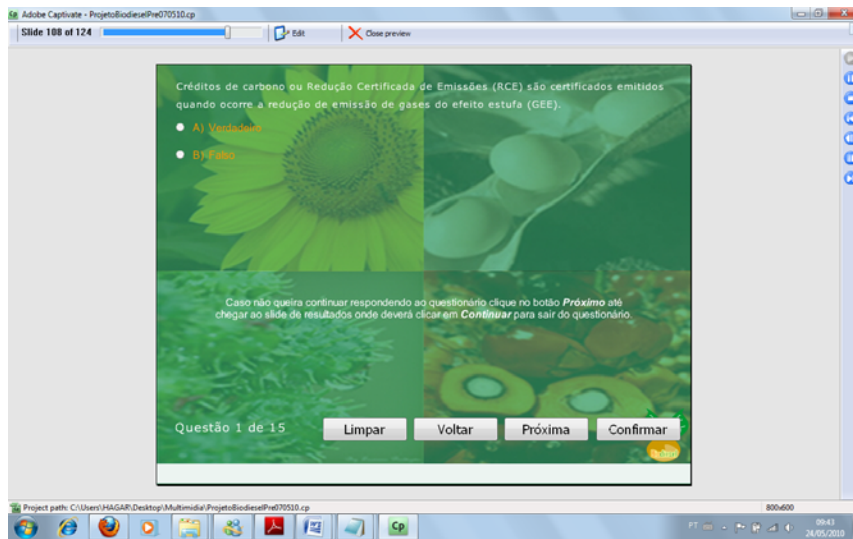 Adobe Captivate - ProjetoBiodieselPre070510.cp
Slide 108 of 124
Edit
Close preview
Créditos de carbono ou Redução Certificada de Emissões (RCE) são certificados emitidos
quando ocorre a redução de emissão de gases do efeito estufa (GEE).
A) Verdadeiro
B) Falso
Caso não queira continuar respondendo ao questionário clique no botão Próximo até
chegar ao slide de resultados onde deverá clicar em Continuar para sair do questionário.
Questão 1 de 15
Limpar
Voltar
Próxima
Confirmar
Project path: C:\Users\HAGAR\Desktop\Multimidia\ProjetoBiodieselPre070510.cp
800x600
Cp
PT
09:43
24/05/2010